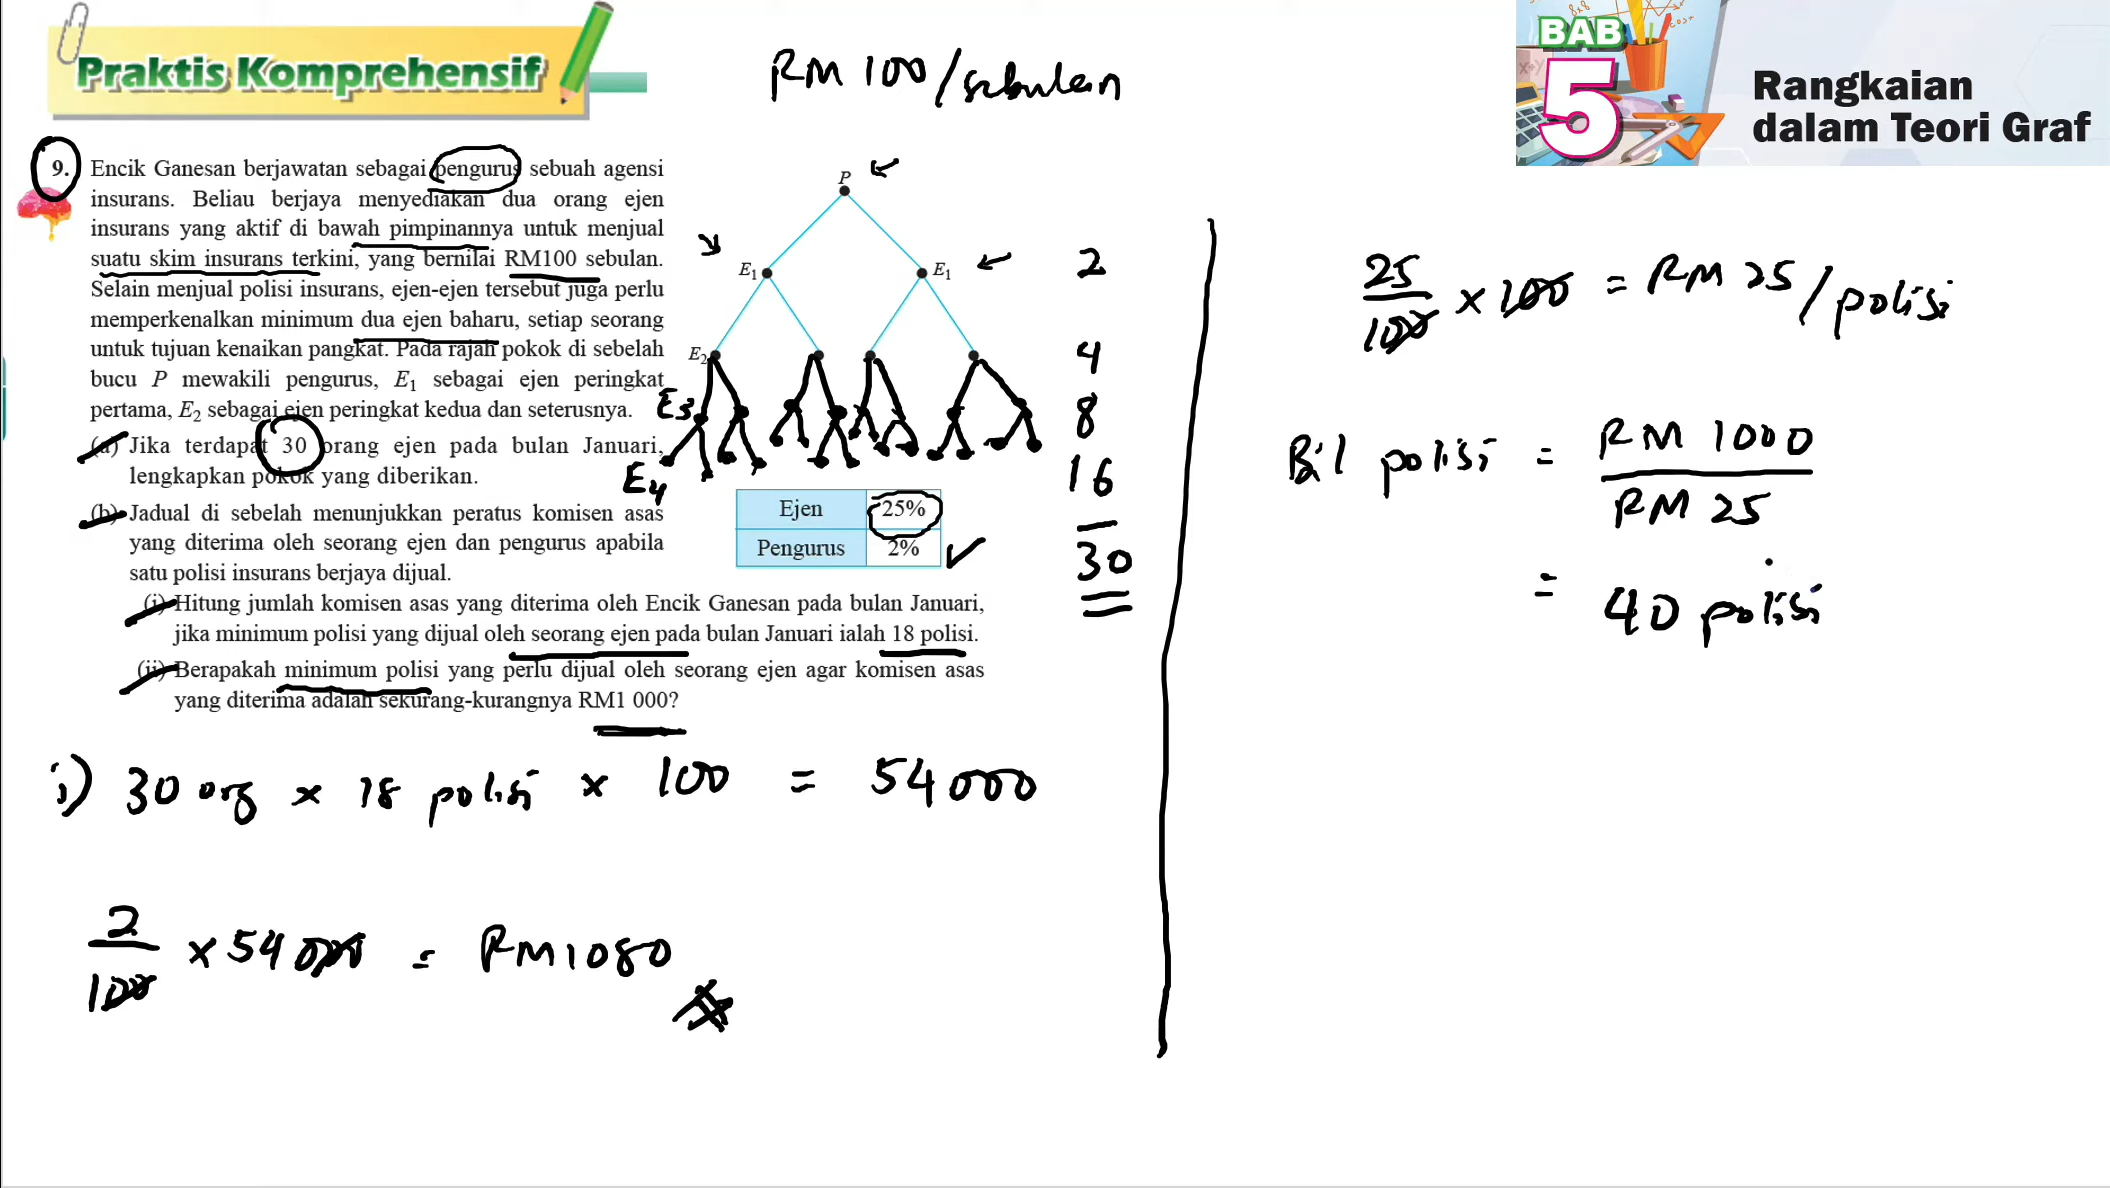 Praktis Komprehensif
RM 100/sebulan
BAB 5
Rangkaian
dalam Teori Graf
9. Encik Ganesan berjawatan sebagai pengurus sebuah agensi
insurans. Beliau berjaya menyediakan dua orang ejen
insurans yang aktif di bawah pimpinannya untuk menjual
suatu skim insurans terkini, yang bernilai RM100 sebulan.
Selain menjual polisi insurans, ejen-ejen tersebut juga perlu
memperkenalkan minimum dua ejen baharu, setiap seorang
untuk tujuan kenaikan pangkat. Pada rajah pokok di sebelah
bucu P mewakili pengurus, E1 sebagai ejen peringkat
pertama, E2 sebagai ejen peringkat kedua dan seterusnya.
(a) Jika terdapat 30 orang ejen pada bulan Januari,
lengkapkan pokok yang diberikan.
(b) Jadual di sebelah menunjukkan peratus komisen asas
yang diterima oleh seorang ejen dan pengurus apabila
satu polisi insurans berjaya dijual.
(i) Hitung jumlah komisen asas yang diterima oleh Encik Ganesan pada bulan Januari,
jika minimum polisi yang dijual oleh seorang ejen pada bulan Januari ialah 18 polisi.
(ii) Berapakah minimum polisi yang perlu dijual oleh seorang ejen agar komisen asas
yang diterima adalah sekurang-kurangnya RM1 000?
P
E1 E1 2
E2 4
E3 8
E4 16
30
Ejen 25%
Pengurus 2%
i) 30 org x 18 polisi x 100 = 54000
2/100 x 54000 = RM1080
25/100 x 100 = RM 25/polisi
Bil polisi = RM 1000/RM 25
= 40 polisi